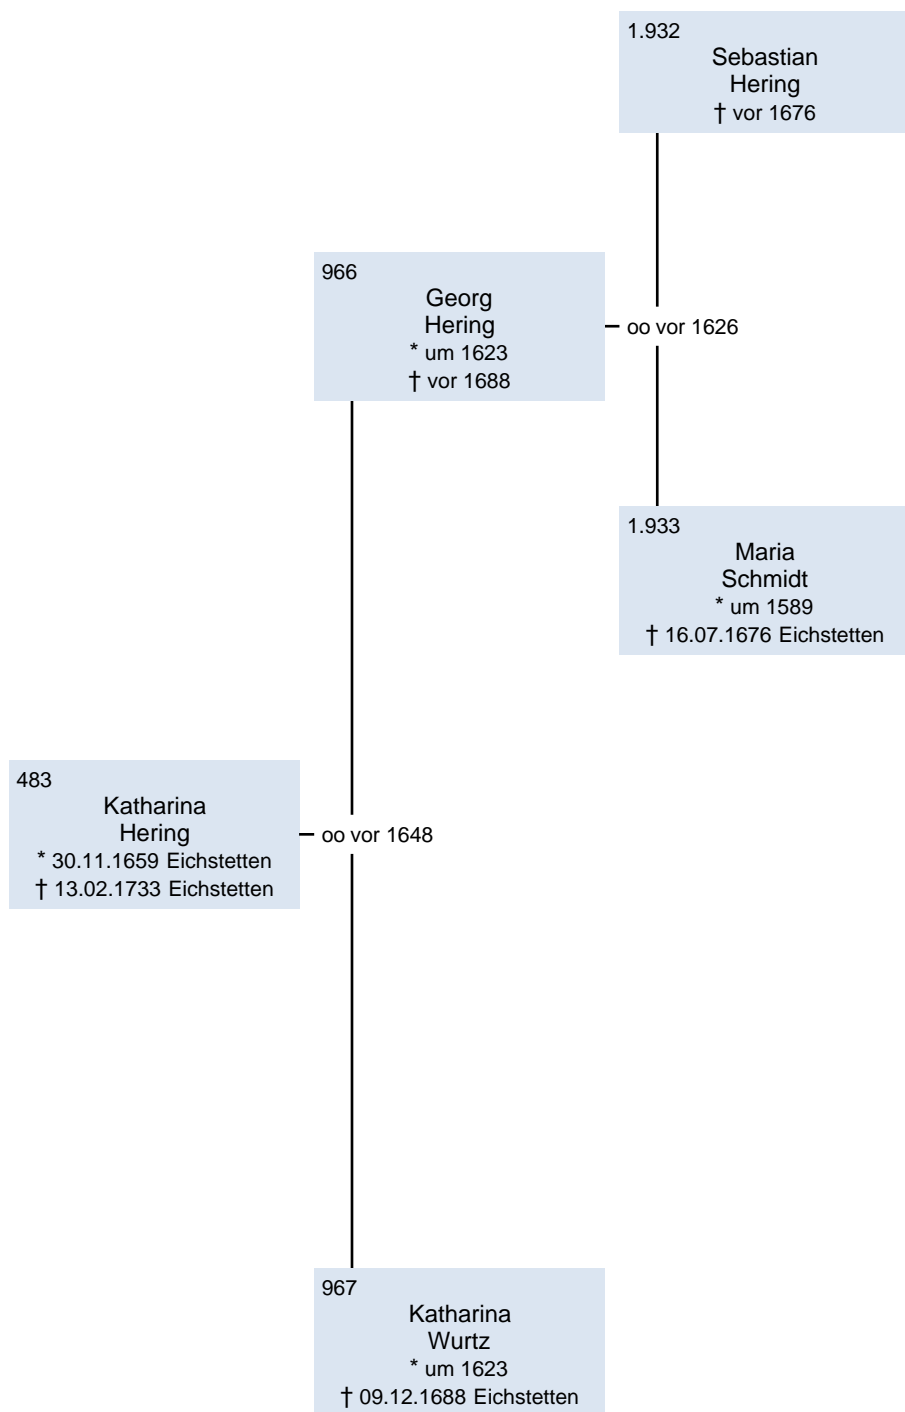 1.932
Sebastian
Hering
† vor 1676
966
Georg
Hering
* um 1623
† vor 1688
oo vor 1626
1.933
Maria
Schmidt
* um 1589
† 16.07.1676 Eichstetten
483
Katharina
Hering
* 30.11.1659 Eichstetten
† 13.02.1733 Eichstetten
oo vor 1648
967
Katharina
Wurtz
* um 1623
† 09.12.1688 Eichstetten